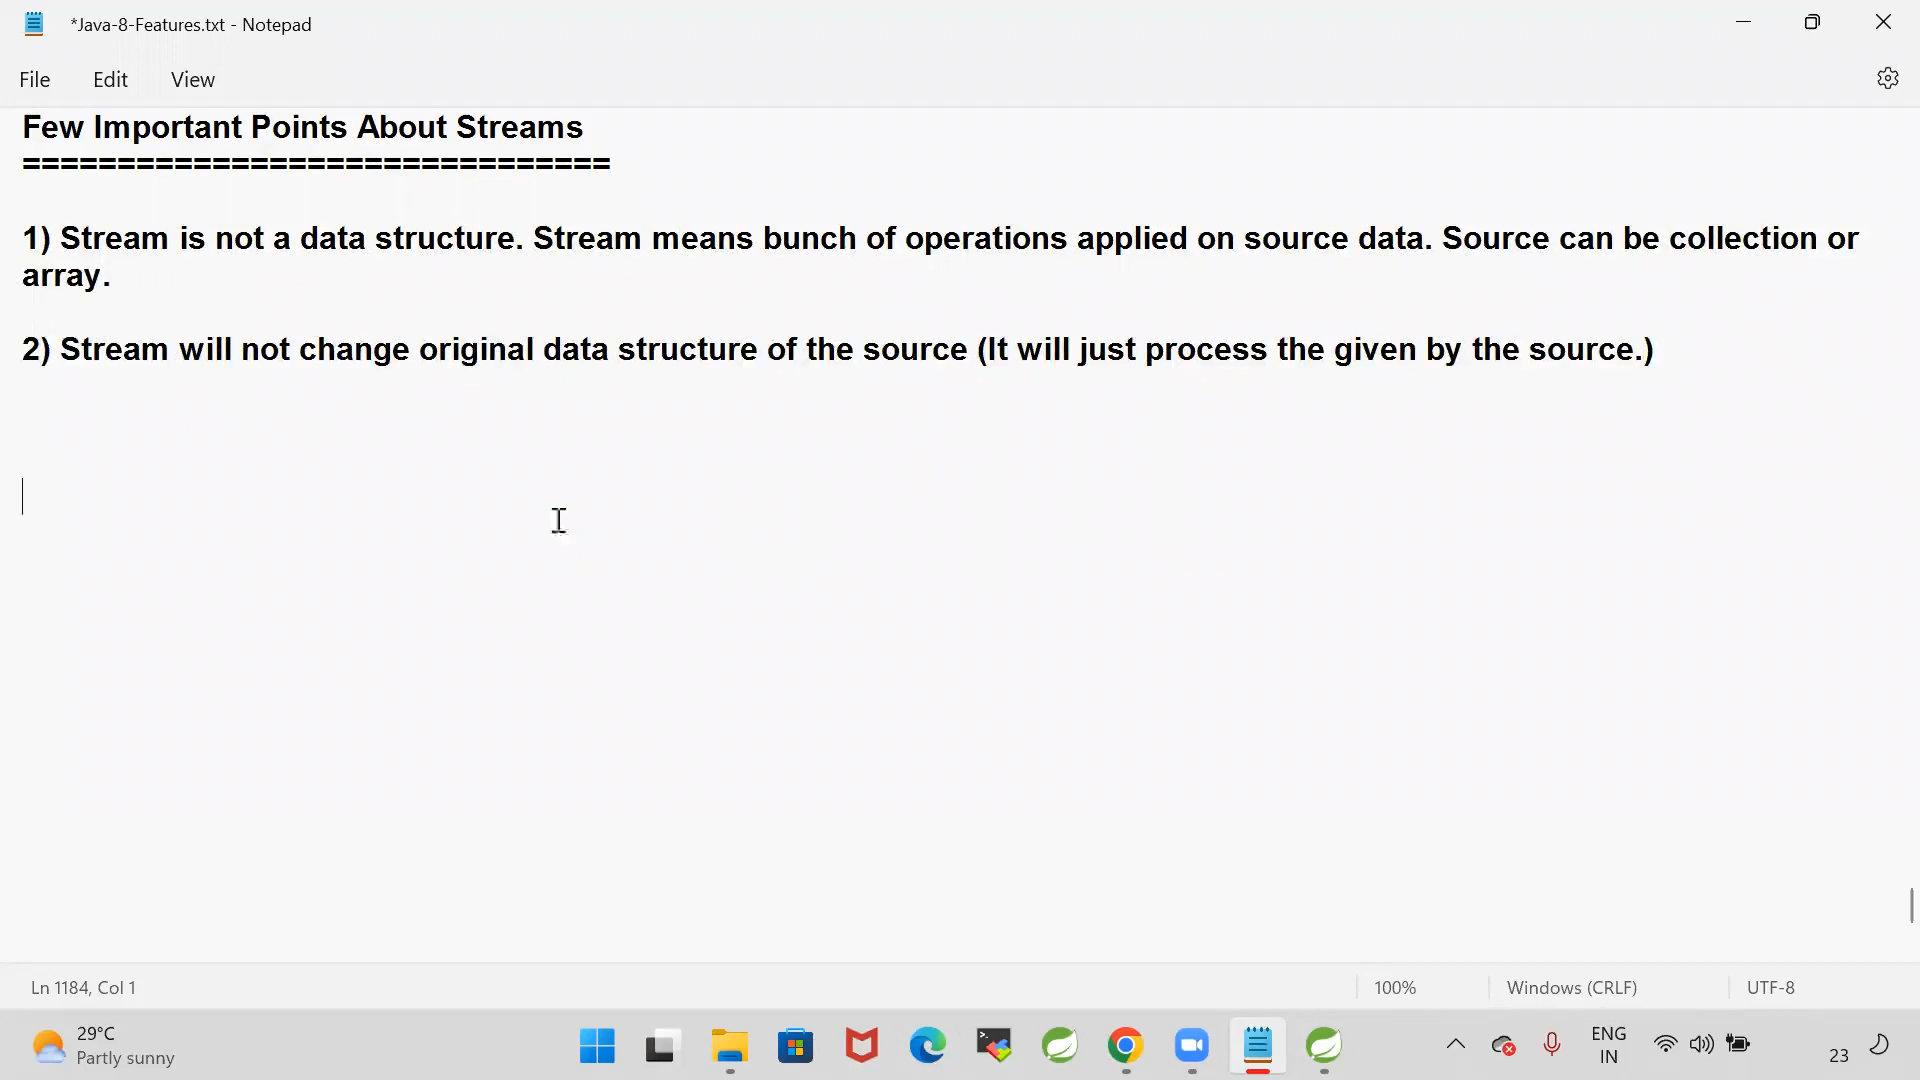 *Java-8-Features.txt - Notepad
File Edit View
Few Important Points About Streams
===============================
1) Stream is not a data structure. Stream means bunch of operations applied on source data. Source can be collection or
array.
2) Stream will not change original data structure of the source (It will just process the given by the source.)
Ln 1184, Col 1
100%
Windows (CRLF)
UTF-8
29°C
Partly sunny
ENG
IN
23